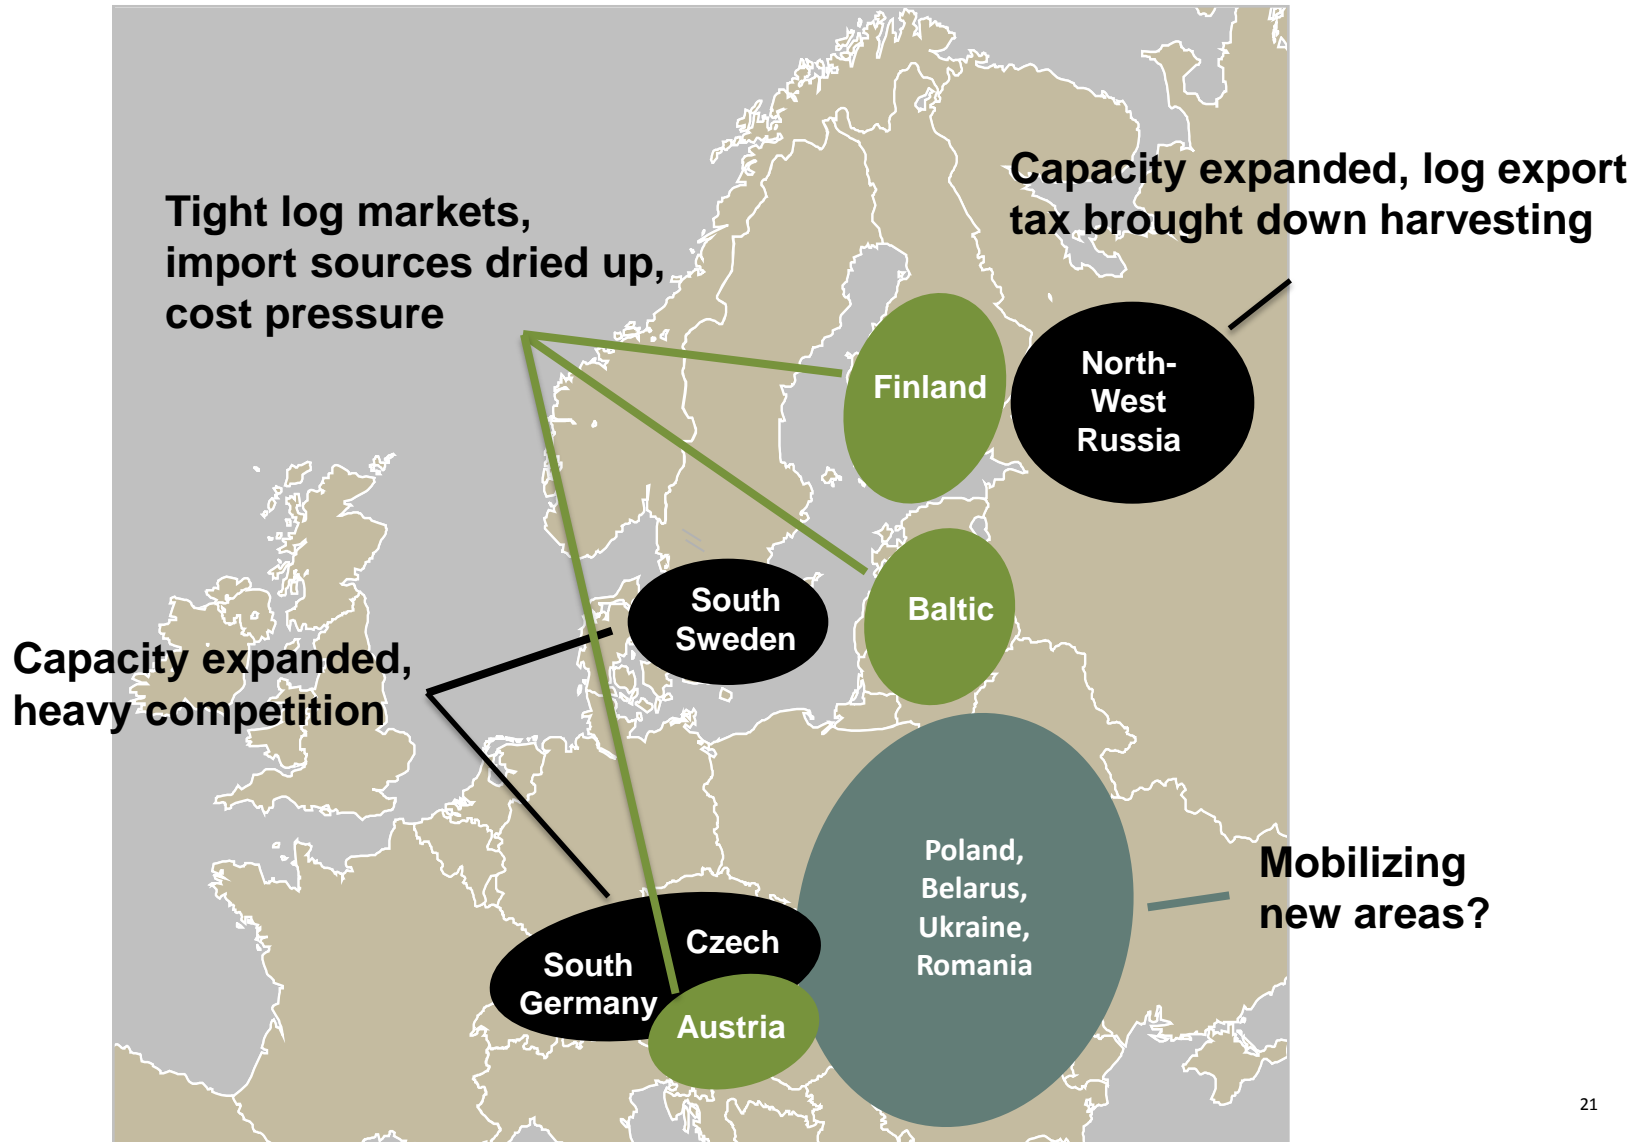 Capacity expanded, log export
tax brought down harvesting
Tight log markets,
import sources dried up,
cost pressure
North-
West
Russia
Finland
South
Sweden
Baltic
Capacity expanded,
heavy competition
Poland,
Belarus,
Ukraine,
Romania
Mobilizing
new areas?
Czech
South
Germany
Austria
21